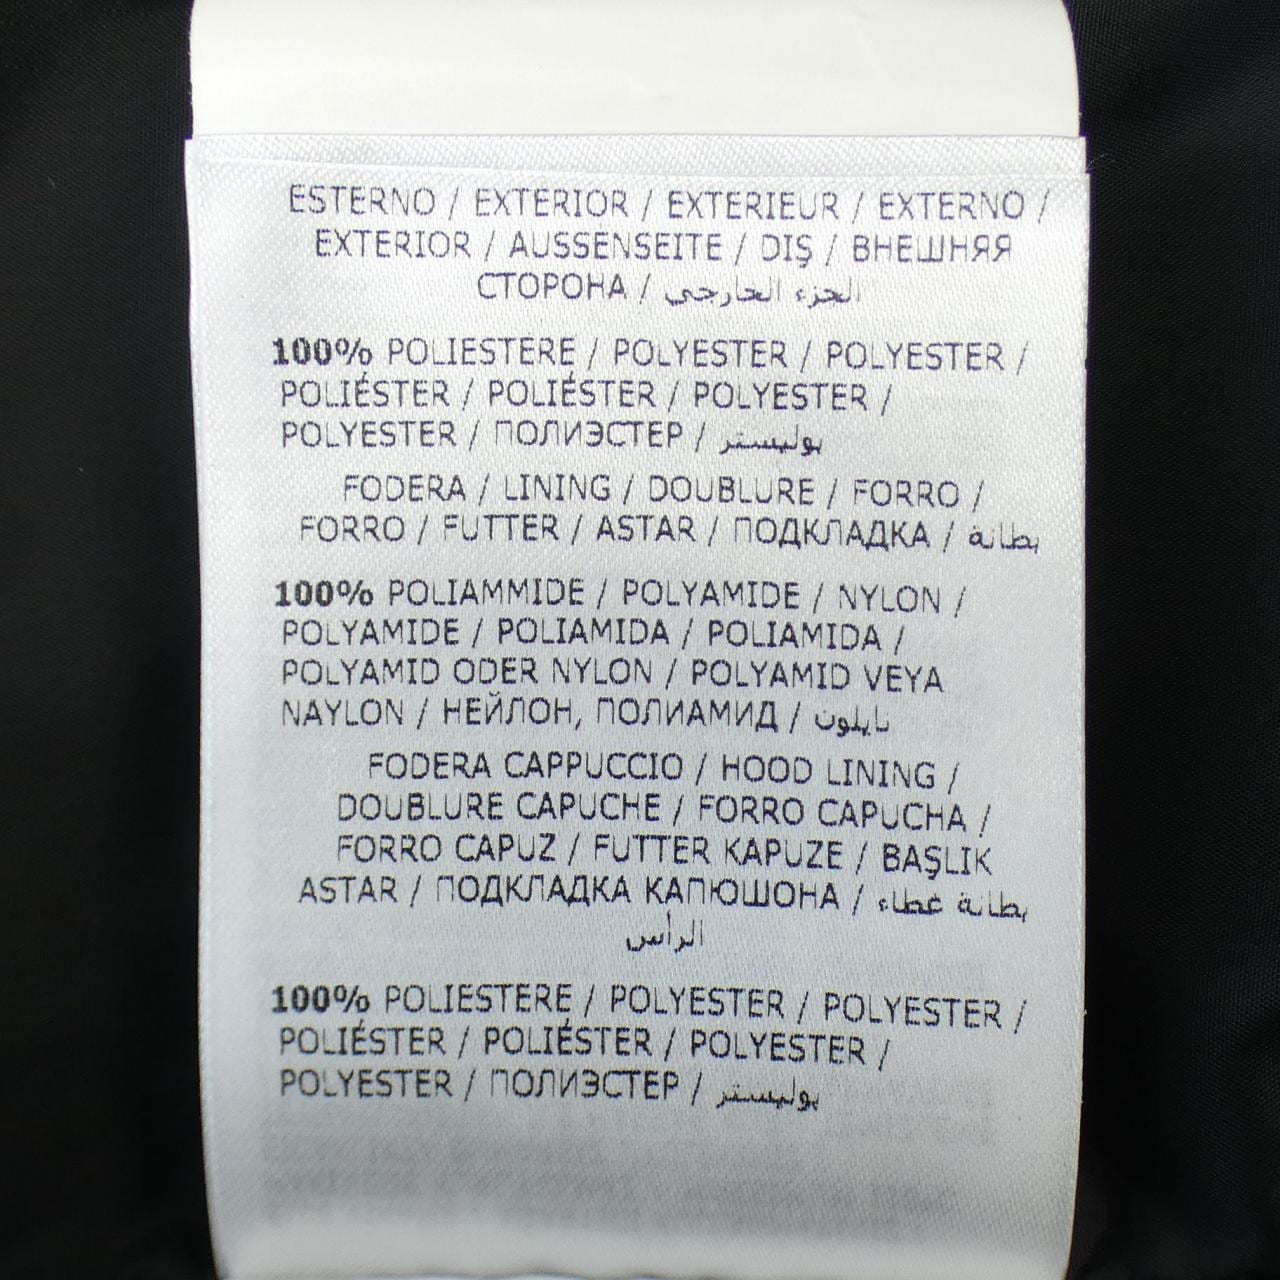 ESTERNO / EXTERIOR / EXTERIEUR / EXTERNO /
EXTERIOR / AUSSENSEITE / DIŞ / ВНЕШНЯЯ
СТОРОНА / الجزء الخارجي
100% POLIESTERE / POLYESTER / POLYESTER /
POLIÉSTER / POLIÉSTER / POLYESTER /
POLYESTER / ПОЛИЭСТЕР / بوليستر
FODERA / LINING / DOUBLURE / FORRO /
FORRO / FUTTER / ASTAR / ПОДКЛАДКА / بطانة
100% POLIAMMIDE / POLYAMIDE / NYLON /
POLYAMIDE / POLIAMIDA / POLIAMIDA /
POLYAMID ODER NYLON / POLYAMID VEYA
NAYLON / НЕЙЛОН, ПОЛИАМИД / نايلون
FODERA CAPPUCCIO / HOOD LINING /
DOUBLURE CAPUCHE / FORRO CAPUCHA /
FORRO CAPUZ / FUTTER KAPUZE / BAŞLIK
ASTAR / ПОДКЛАДКА КАПЮШОНА / بطانة غطاء
الرأس
100% POLIESTERE / POLYESTER / POLYESTER /
POLIÉSTER / POLIÉSTER / POLYESTER /
POLYESTER / ПОЛИЭСТЕР / بوليستر